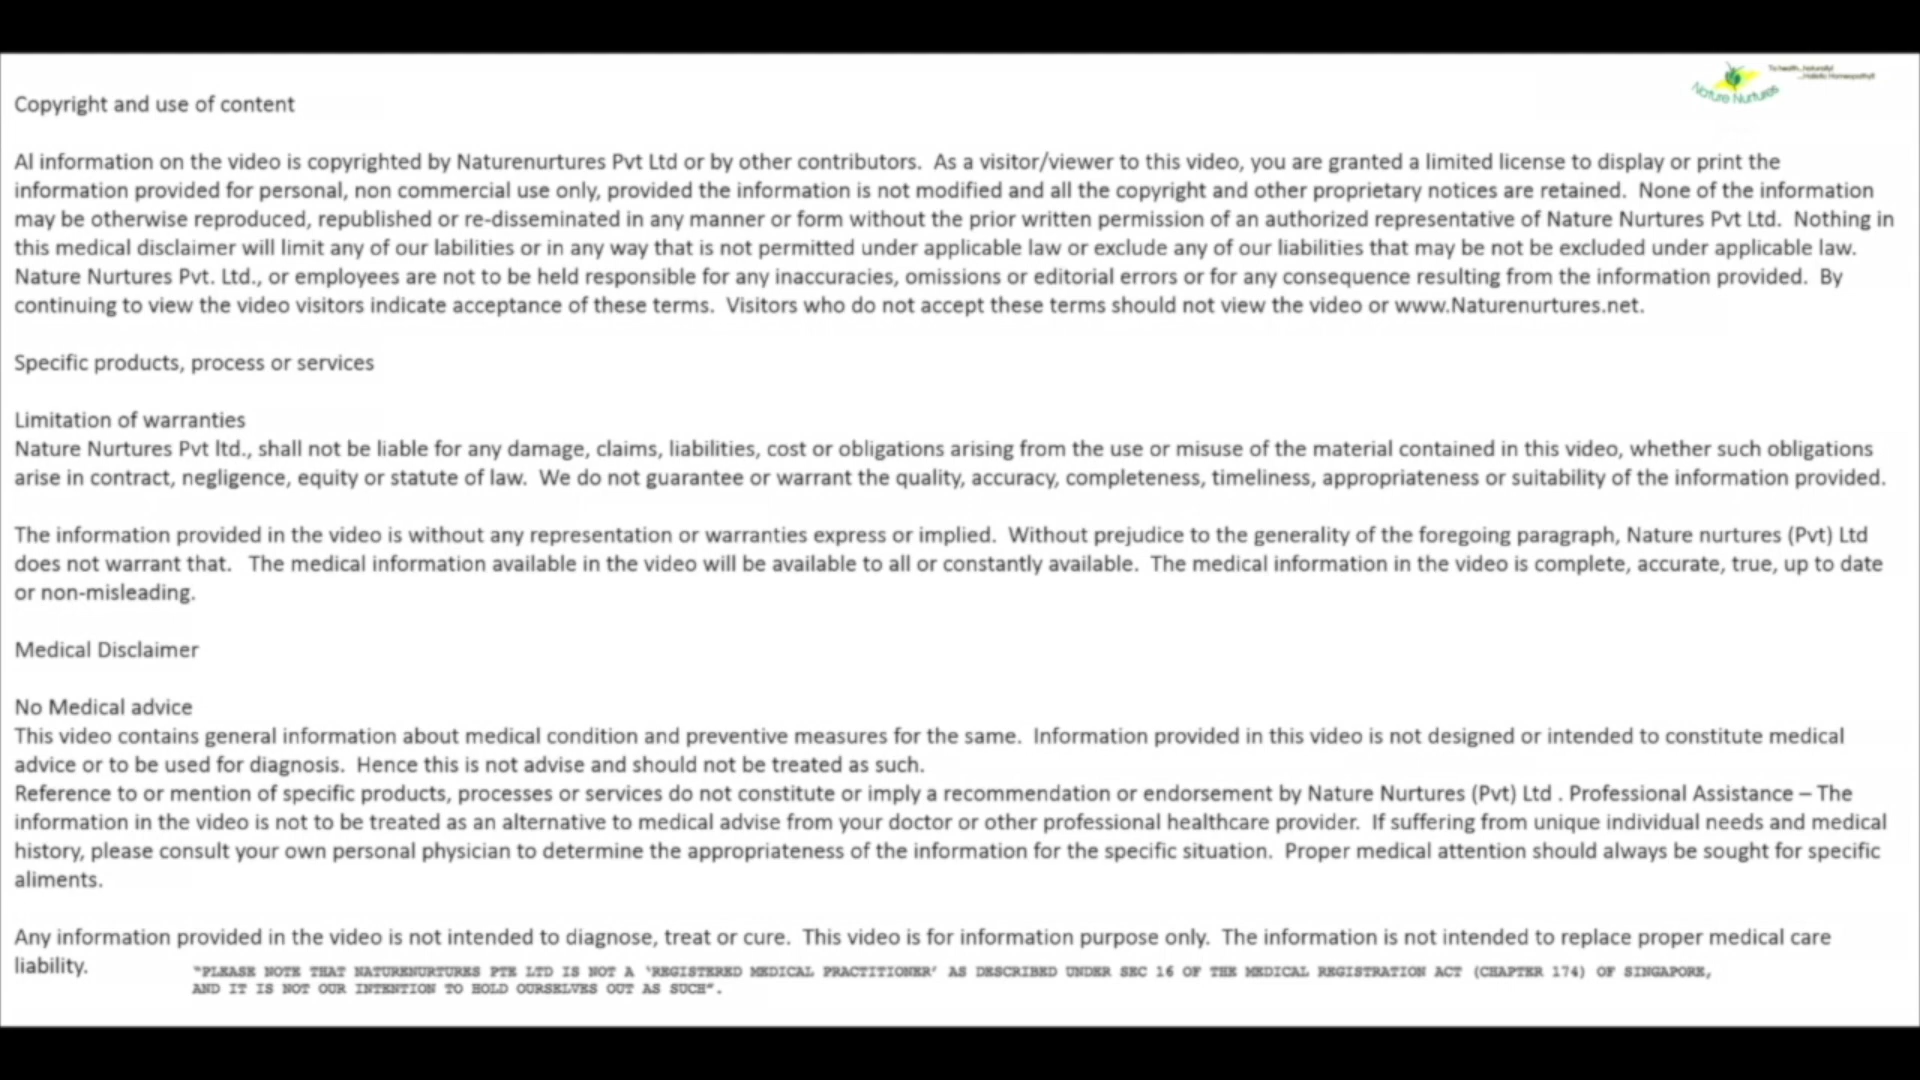 To health...Naturally!
...Holistic Homeopathy!!
Nature Nurtures
Copyright and use of content
Al information on the video is copyrighted by Naturenurtures Pvt Ltd or by other contributors.  As a visitor/viewer to this video, you are granted a limited license to display or print the
information provided for personal, non commercial use only, provided the information is not modified and all the copyright and other proprietary notices are retained.  None of the information
may be otherwise reproduced, republished or re-disseminated in any manner or form without the prior written permission of an authorized representative of Nature Nurtures Pvt Ltd.  Nothing in
this medical disclaimer will limit any of our labilities or in any way that is not permitted under applicable law or exclude any of our liabilities that may be not be excluded under applicable law.
Nature Nurtures Pvt. Ltd., or employees are not to be held responsible for any inaccuracies, omissions or editorial errors or for any consequence resulting from the information provided.  By
continuing to view the video visitors indicate acceptance of these terms.  Visitors who do not accept these terms should not view the video or www.Naturenurtures.net.
Specific products, process or services
Limitation of warranties
Nature Nurtures Pvt ltd., shall not be liable for any damage, claims, liabilities, cost or obligations arising from the use or misuse of the material contained in this video, whether such obligations
arise in contract, negligence, equity or statute of law.  We do not guarantee or warrant the quality, accuracy, completeness, timeliness, appropriateness or suitability of the information provided.
The information provided in the video is without any representation or warranties express or implied.  Without prejudice to the generality of the foregoing paragraph, Nature nurtures (Pvt) Ltd
does not warrant that.   The medical information available in the video will be available to all or constantly available.  The medical information in the video is complete, accurate, true, up to date
or non-misleading.
Medical Disclaimer
No Medical advice
This video contains general information about medical condition and preventive measures for the same.  Information provided in this video is not designed or intended to constitute medical
advice or to be used for diagnosis.  Hence this is not advise and should not be treated as such.
Reference to or mention of specific products, processes or services do not constitute or imply a recommendation or endorsement by Nature Nurtures (Pvt) Ltd . Professional Assistance – The
information in the video is not to be treated as an alternative to medical advise from your doctor or other professional healthcare provider.  If suffering from unique individual needs and medical
history, please consult your own personal physician to determine the appropriateness of the information for the specific situation.  Proper medical attention should always be sought for specific
aliments.
Any information provided in the video is not intended to diagnose, treat or cure.  This video is for information purpose only.  The information is not intended to replace proper medical care
liability.
"PLEASE NOTE THAT NATURENURTURES PTE LTD IS NOT A 'REGISTERED MEDICAL PRACTITIONER' AS DESCRIBED UNDER SEC 16 OF THE MEDICAL REGISTRATION ACT (CHAPTER 174) OF SINGAPORE,
AND IT IS NOT OUR INTENTION TO HOLD OURSELVES OUT AS SUCH".